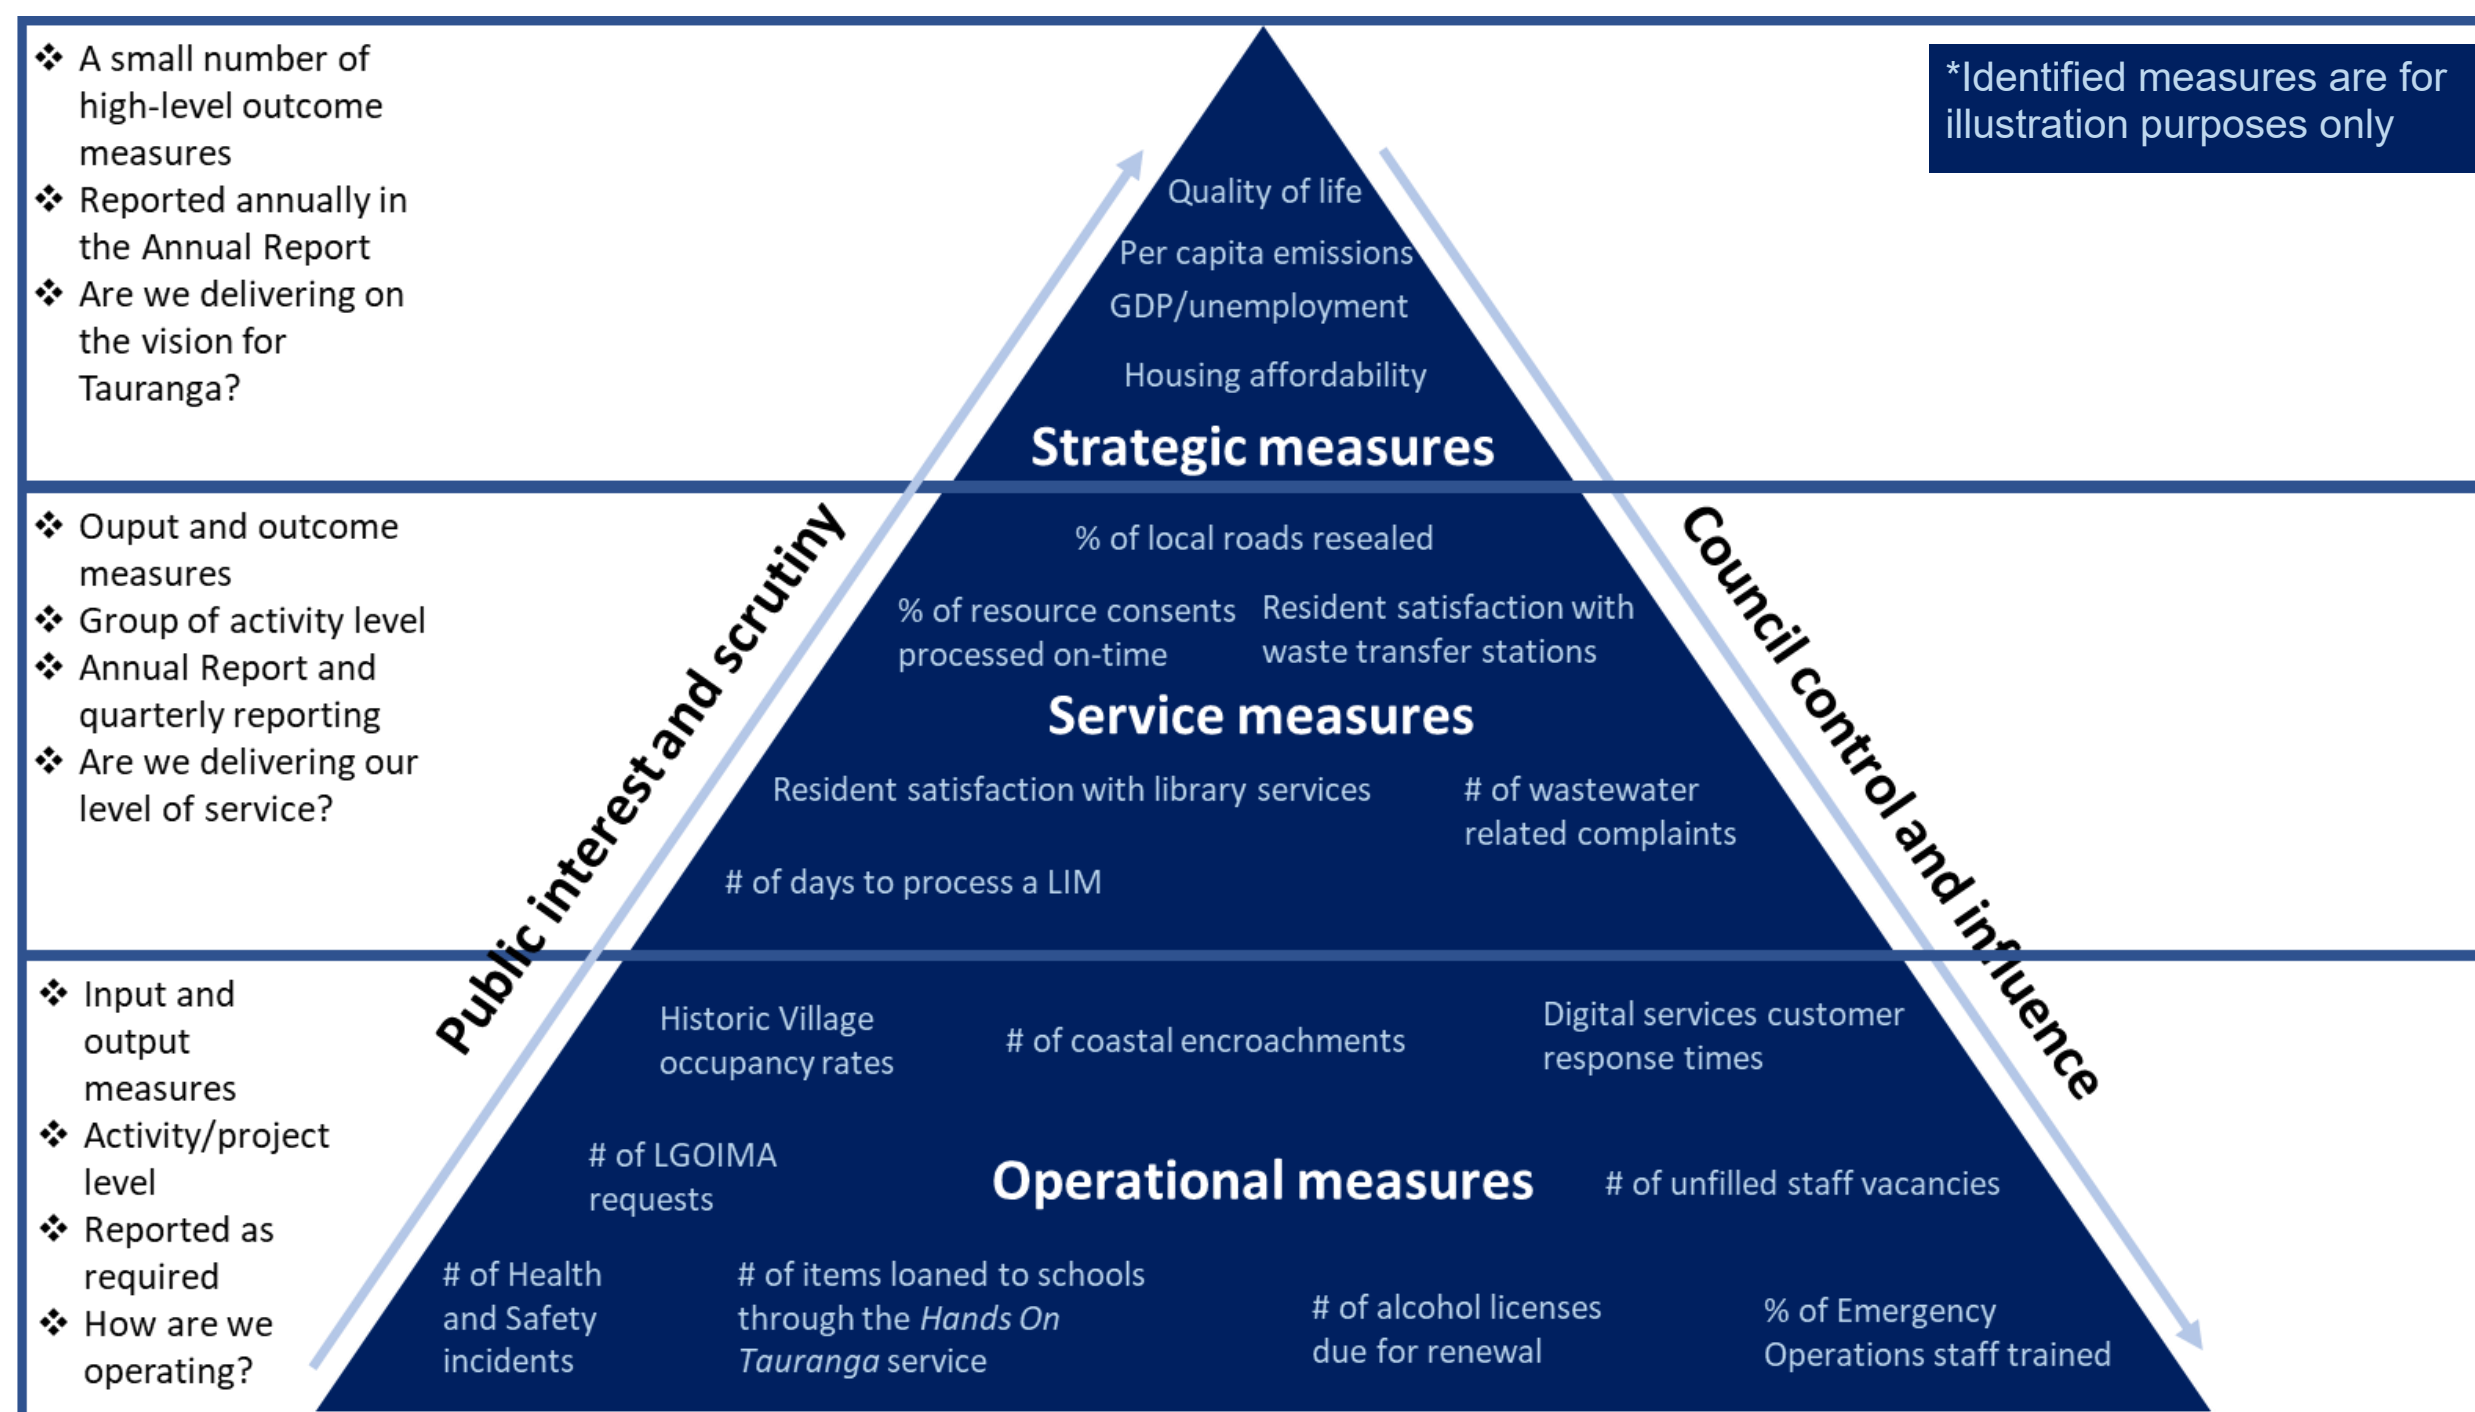 ❖ A small number of
high-level outcome
measures
❖ Reported annually in
the Annual Report
❖ Are we delivering on
the vision for
Tauranga?
*Identified measures are for
illustration purposes only
Quality of life
Per capita emissions
GDP/unemployment
Housing affordability
Strategic measures
❖ Ouput and outcome
measures
❖ Group of activity level
❖ Annual Report and
quarterly reporting
❖ Are we delivering our
level of service?
Public interest and scrutiny
% of local roads resealed
% of resource consents
processed on-time
Resident satisfaction with
waste transfer stations
Service measures
Resident satisfaction with library services
# of wastewater
related complaints
# of days to process a LIM
Council control and influence
❖ Input and
output
measures
❖ Activity/project
level
❖ Reported as
required
❖ How are we
operating?
Historic Village
occupancy rates
# of coastal encroachments
Digital services customer
response times
# of LGOIMA
requests
Operational measures
# of unfilled staff vacancies
# of Health
and Safety
incidents
# of items loaned to schools
through the Hands On
Tauranga service
# of alcohol licenses
due for renewal
% of Emergency
Operations staff trained